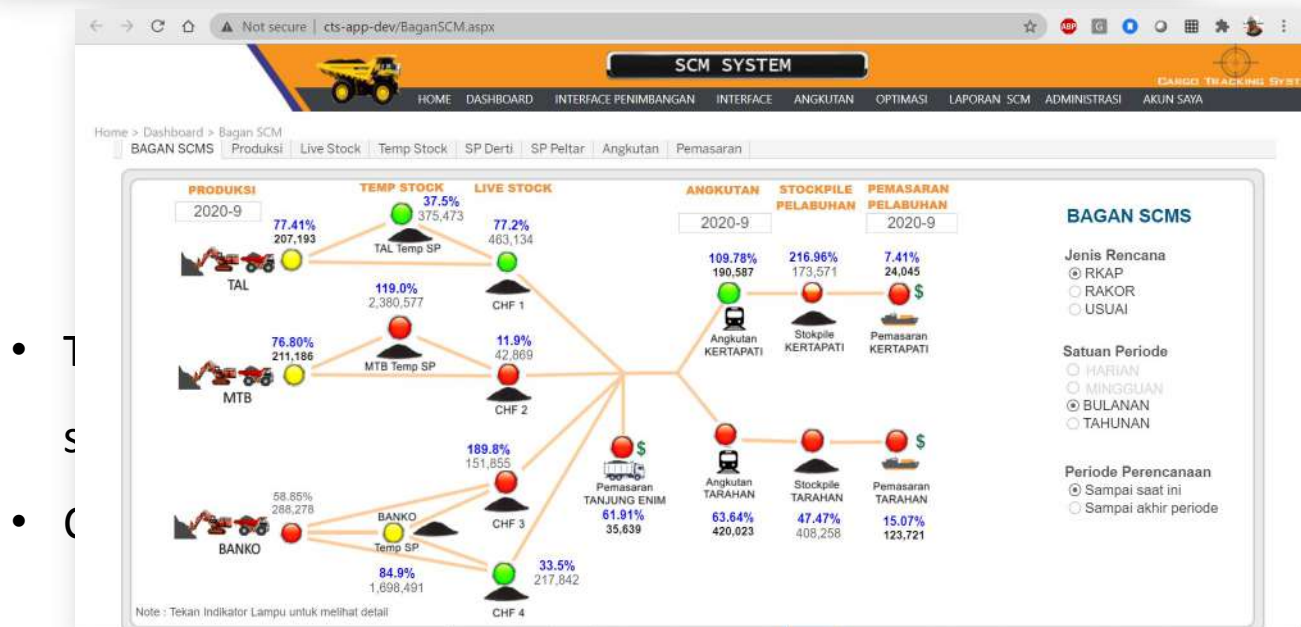 Not secure | cts-app-dev/BaganSCM.aspx
ABP
G
SCM SYSTEM
CARGO TRACKING SYST
HOME DASHBOARD INTERFACE PENIMBANGAN INTERFACE ANGKUTAN OPTIMASI LAPORAN SCM ADMINISTRASI AKUN SAYA
Home > Dashboard > Bagan SCM
BAGAN SCMS Produksi Live Stock Temp Stock SP Derti SP Peltar Angkutan Pemasaran
PRODUKSI
2020-9
TEMP STOCK
LIVE STOCK
77.41%
207,193
TAL
37.5%
375,473
TAL Temp SP
77.2%
463,134
CHF 1
76.80%
211,186
MTB
119.0%
2,380,577
MTB Temp SP
11.9%
42,869
CHF 2
58.85%
288,278
BANKO
BANKO
Temp SP
84.9%
1,698,491
189.8%
151,855
CHF 3
33.5%
217,842
CHF 4
Note : Tekan Indikator Lampu untuk melihat detail
$
Pemasaran
TANJUNG ENIM
61.91%
35,639
ANGKUTAN
2020-9
STOCKPILE
PELABUHAN
PEMASARAN
PELABUHAN
2020-9
109.78%
190,587
Angkutan
KERTAPATI
216.96%
173,571
Stokpile
KERTAPATI
7.41%
24,045
$
Pemasaran
KERTAPATI
Angkutan
TARAHAN
63.64%
420,023
Stockpile
TARAHAN
47.47%
408,258
$
Pemasaran
TARAHAN
15.07%
123,721
BAGAN SCMS
Jenis Rencana
RKAP
RAKOR
USUAI
Satuan Periode
HARIAN
MINGGUAN
BULANAN
TAHUNAN
Periode Perencanaan
Sampai saat ini
Sampai akhir periode